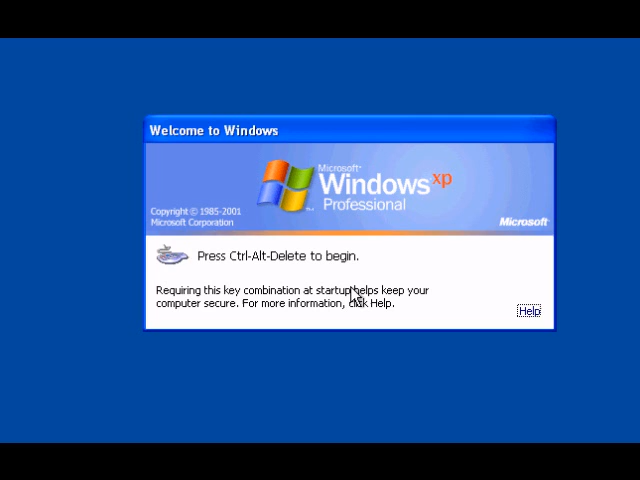 Welcome to Windows
Microsoft
Windows xp
Professional
Copyright © 1985-2001
Microsoft Corporation
Microsoft
Press Ctrl-Alt-Delete to begin.
Requiring this key combination at startup helps keep your
computer secure. For more information, click Help.
Help